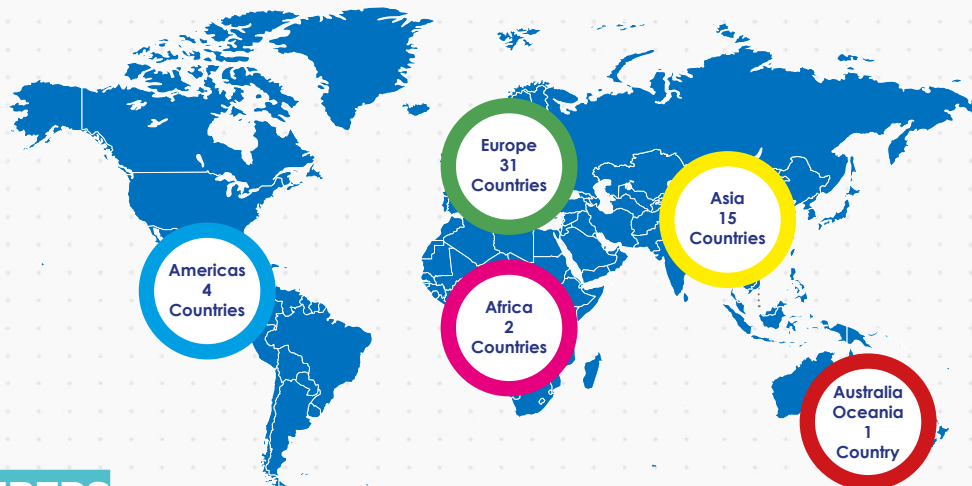 Europe
31
Countries
Asia
15
Countries
Americas
4
Countries
Africa
2
Countries
Australia
Oceania
1
Country